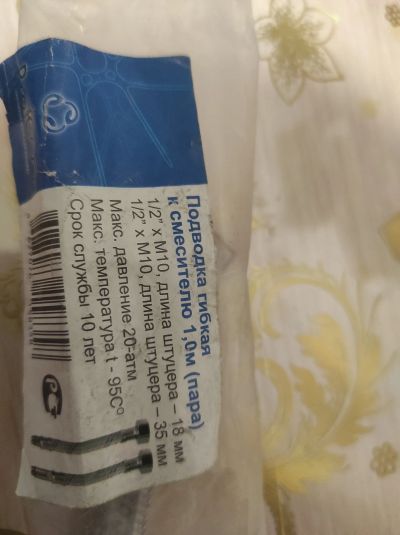 Подводка гибкая
к смесителю 1,0м (пара)
1/2" х М10, длина штуцера – 18 мм
1/2" х М10, длина штуцера – 35 мм
Макс. давление 20-атм
Макс. температура t - 95С°
Срок службы 10 лет
РСТ